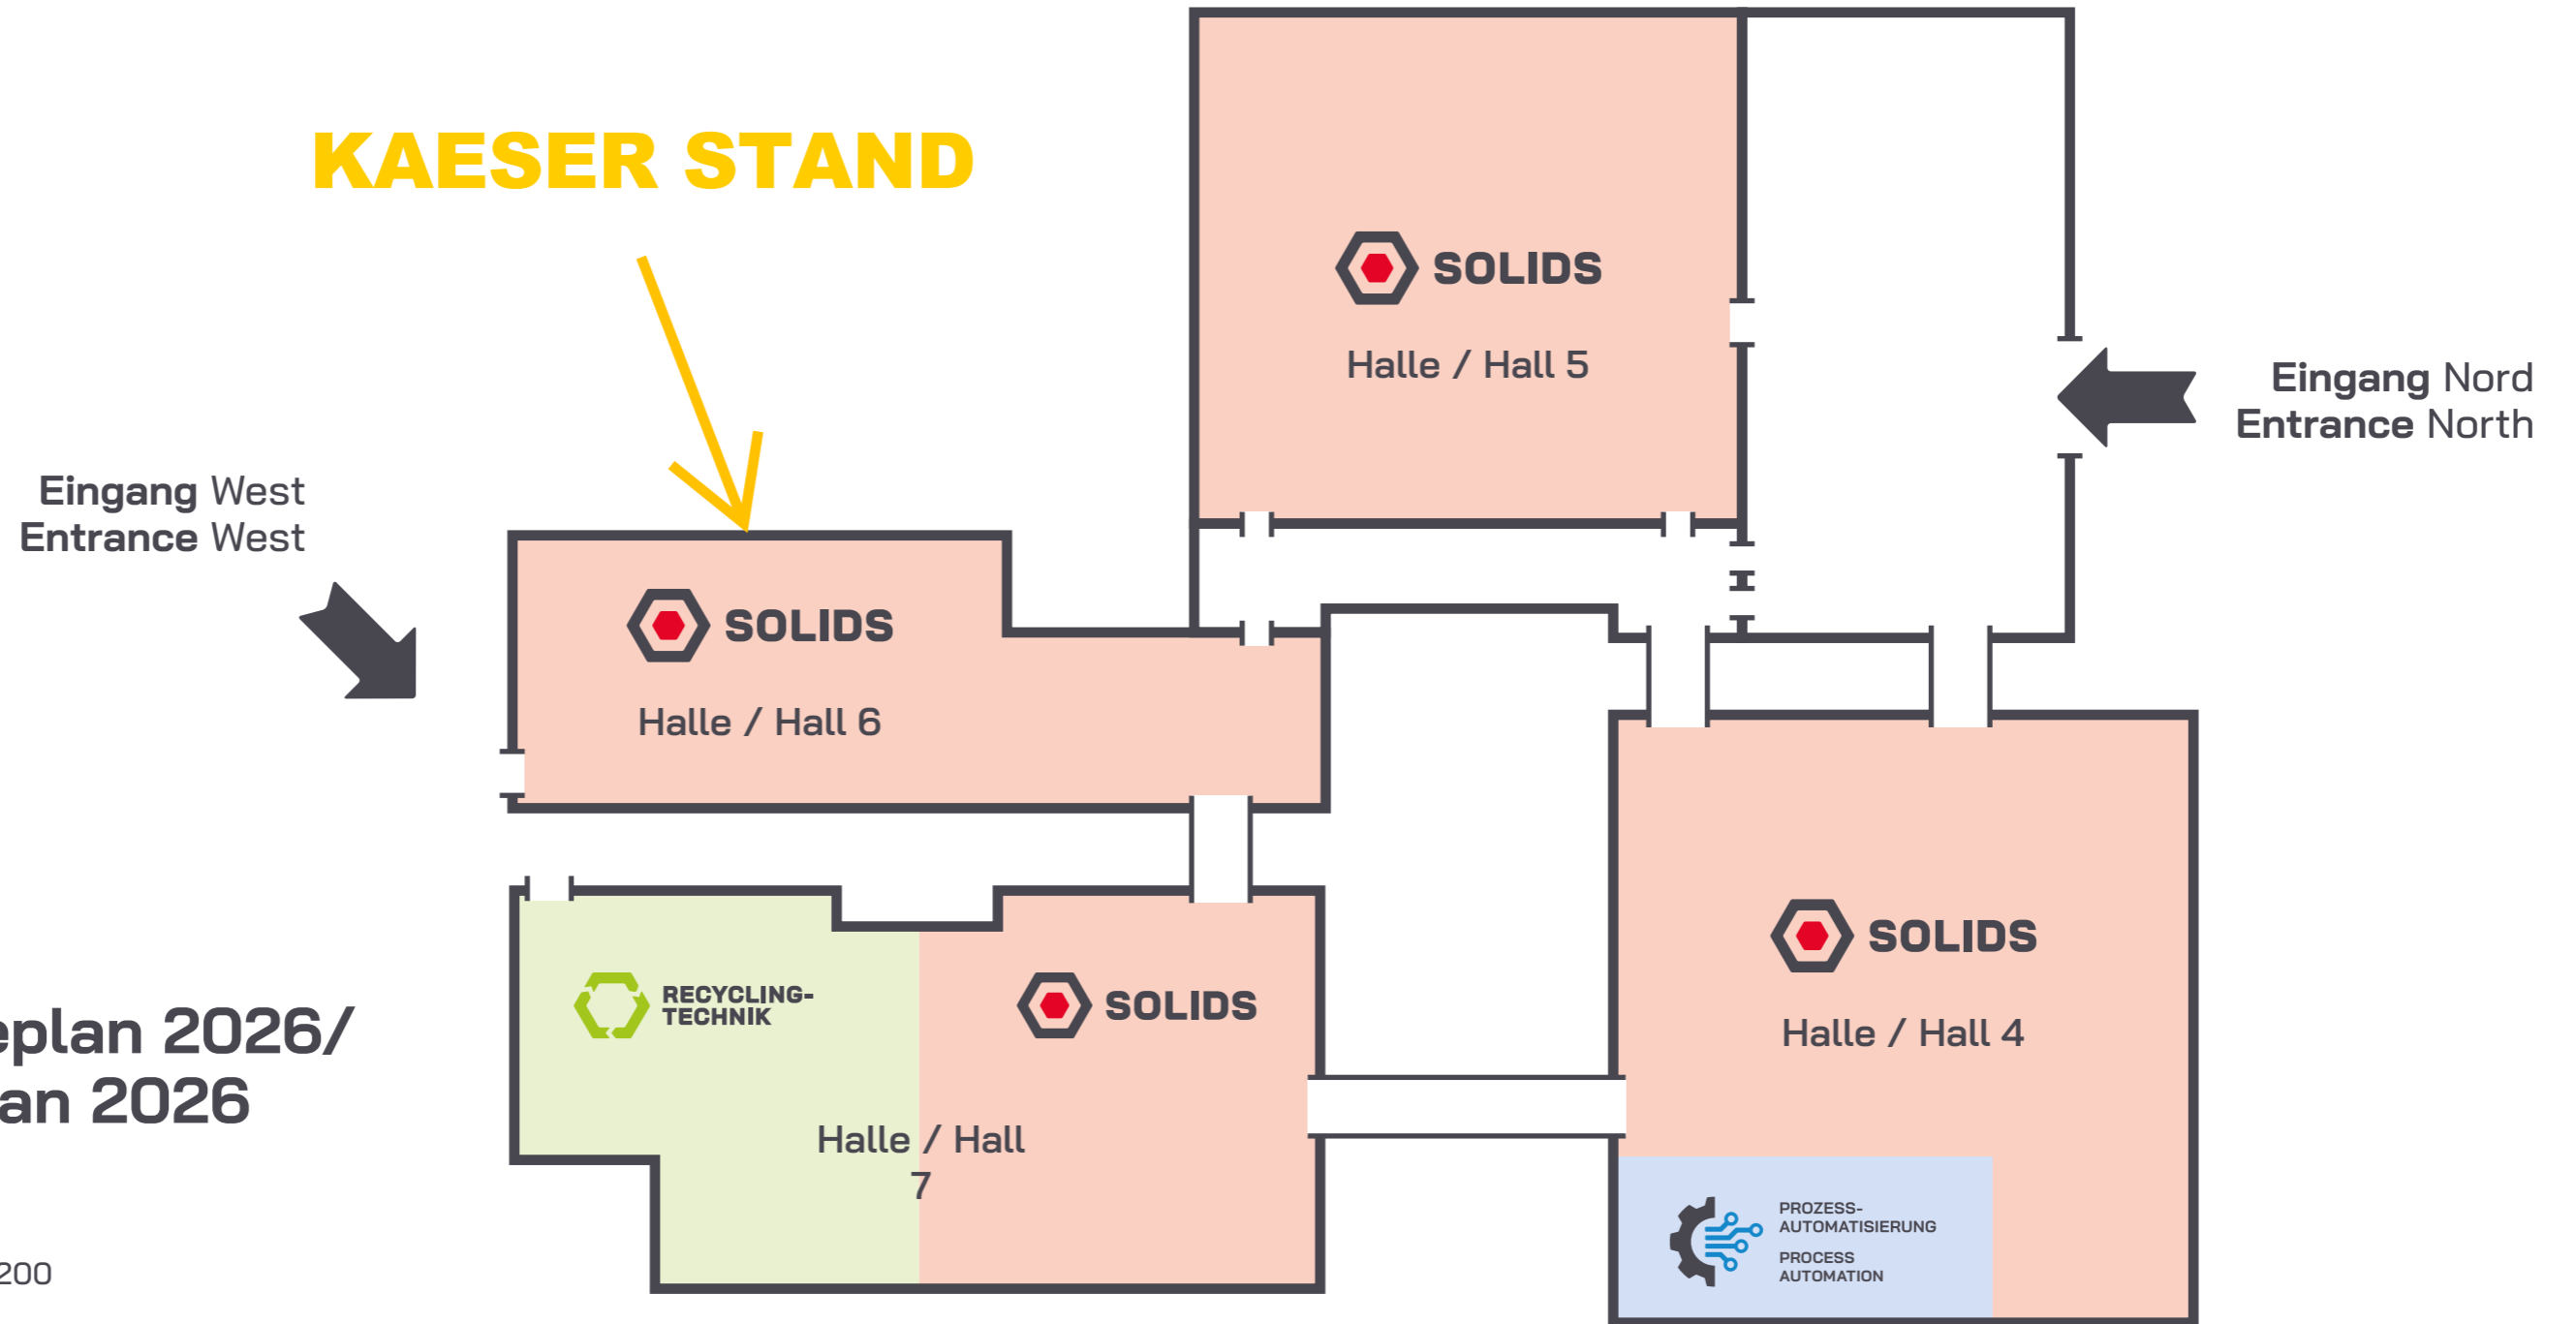 KAESER STAND
SOLIDS
Halle / Hall 5
Eingang Nord
Entrance North
Eingang West
Entrance West
SOLIDS
Halle / Hall 6
RECYCLING-
TECHNIK
SOLIDS
Halle / Hall
7
SOLIDS
Halle / Hall 4
PROZESS-
AUTOMATISIERUNG
PROCESS
AUTOMATION
eplan 2026/
an 2026
200